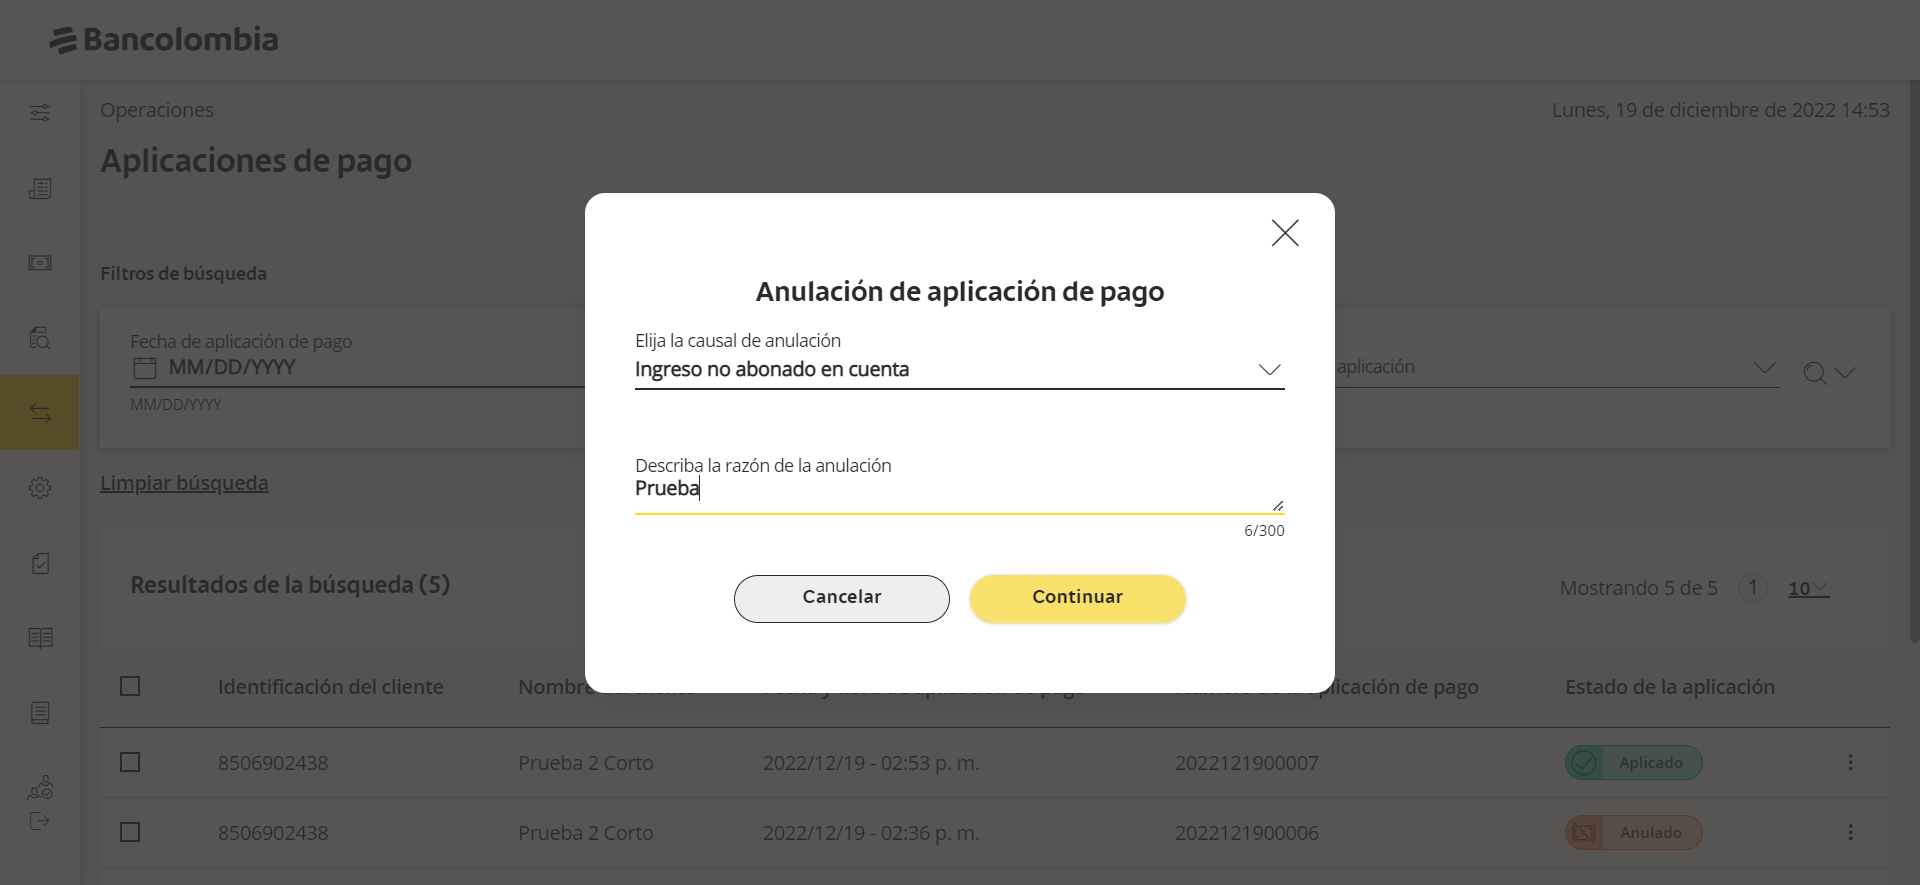 Bancolombia
Operaciones
Lunes, 19 de diciembre de 2022 14:53
Aplicaciones de pago
Filtros de búsqueda
Fecha de aplicación de pago
MM/DD/YYYY
MM/DD/YYYY
aplicación
Limpiar búsqueda
Anulación de aplicación de pago
Elija la causal de anulación
Ingreso no abonado en cuenta
Describa la razón de la anulación
Prueba
6/300
Cancelar Continuar
Resultados de la búsqueda (5)
Mostrando 5 de 5 1 10
Identificación del cliente Nombre plicación de pago Estado de la aplicación
8506902438 Prueba 2 Corto 2022/12/19 - 02:53 p. m. 2022121900007 Aplicado
8506902438 Prueba 2 Corto 2022/12/19 - 02:36 p. m. 2022121900006 Anulado